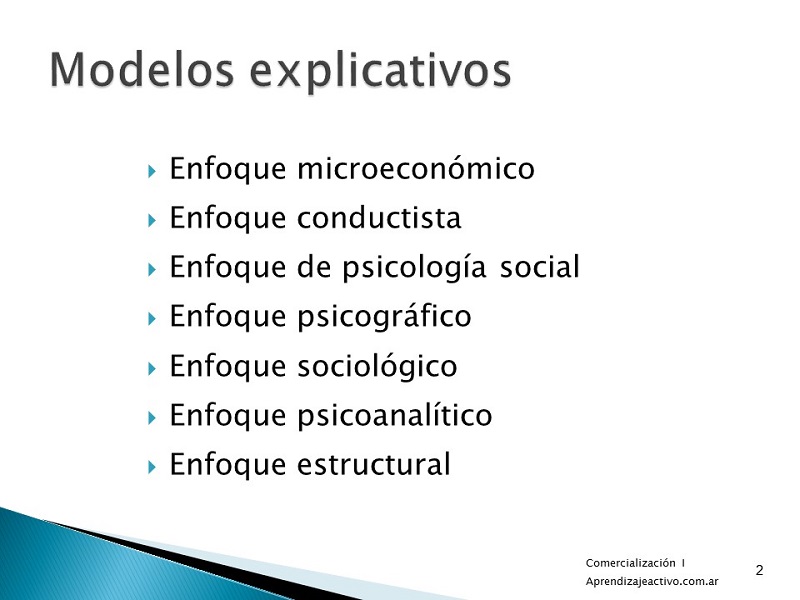 Modelos explicativos
Enfoque microeconómico
Enfoque conductista
Enfoque de psicología social
Enfoque psicográfico
Enfoque sociológico
Enfoque psicoanalítico
Enfoque estructural
Comercialización I
Aprendizajeactivo.com.ar
2